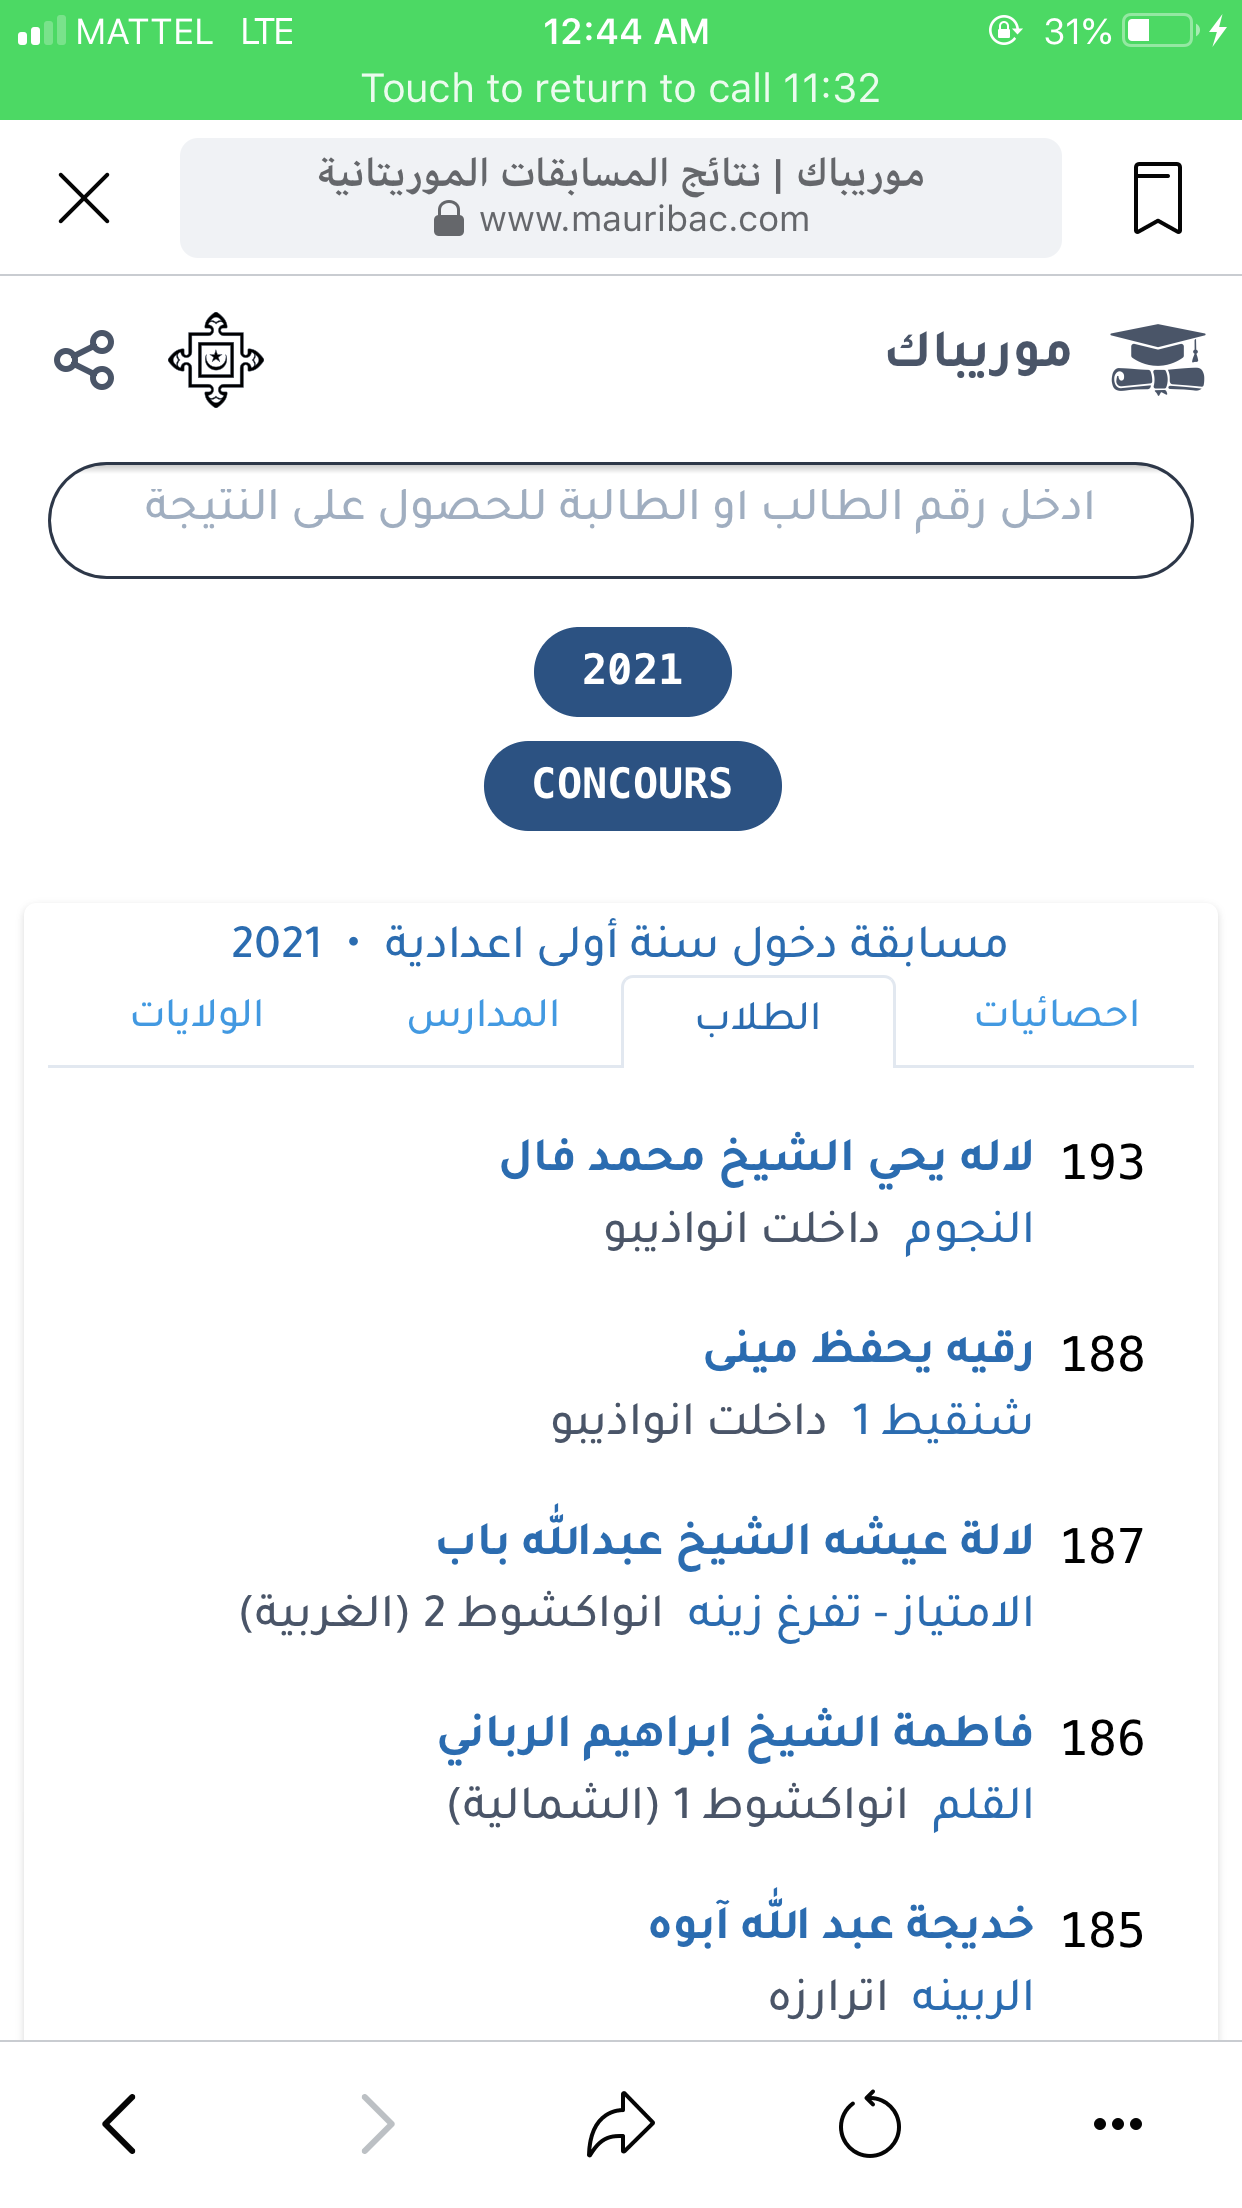 MATTEL LTE 12:44 AM 31%
Touch to return to call 11:32
موريباك | نتائج المسابقات الموريتانية
www.mauribac.com
موريباك
ادخل رقم الطالب او الطالبة للحصول على النتيجة
2021
CONCOURS
مسابقة دخول سنة أولى اعدادية • 2021
احصائيات الطلاب المدارس الولايات
193 لاله يحي الشيخ محمد فال
النجوم داخلت انواذيبو
188 رقيه يحفظ مينى
شنقيط 1 داخلت انواذيبو
187 لالة عيشه الشيخ عبدالله باب
الامتياز - تفرغ زينه انواكشوط 2 (الغربية)
186 فاطمة الشيخ ابراهيم الرباني
القلم انواكشوط 1 (الشمالية)
185 خديجة عبد الله آبوه
الربينه اترارزه